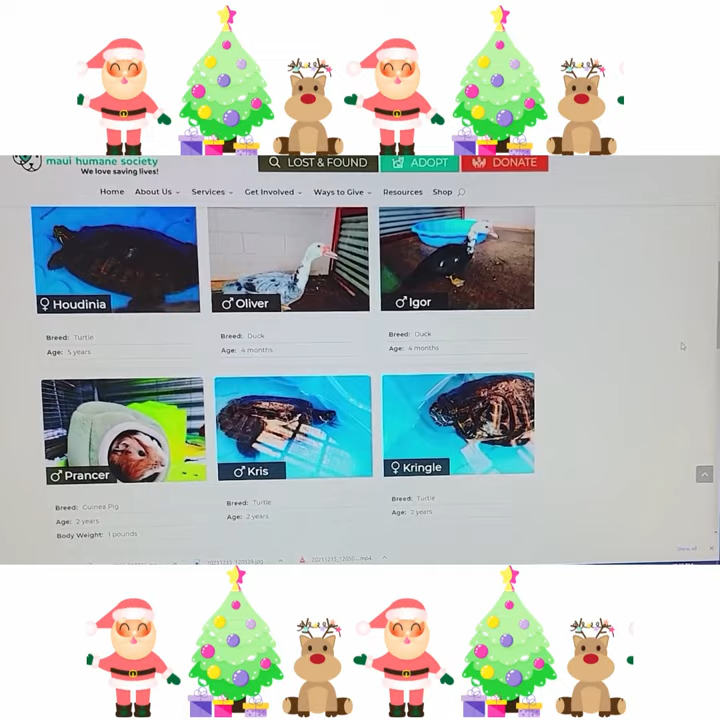 maui humane society
We love saving lives!
LOST & FOUND
ADOPT
DONATE
Home
About Us
Services
Get Involved
Ways to Give
Resources
Shop
♀ Houdinia
♂ Oliver
♂ Igor
Breed: Turtle
Age: 5 years
Breed: Duck
Age: 4 months
Breed: Duck
Age: 4 months
♂ Prancer
♂ Kris
♀ Kringle
Breed: Guinea Pig
Age: 2 years
Body Weight: 1 pounds
Breed: Turtle
Age: 2 years
Breed: Turtle
Age: 2 years
Show all